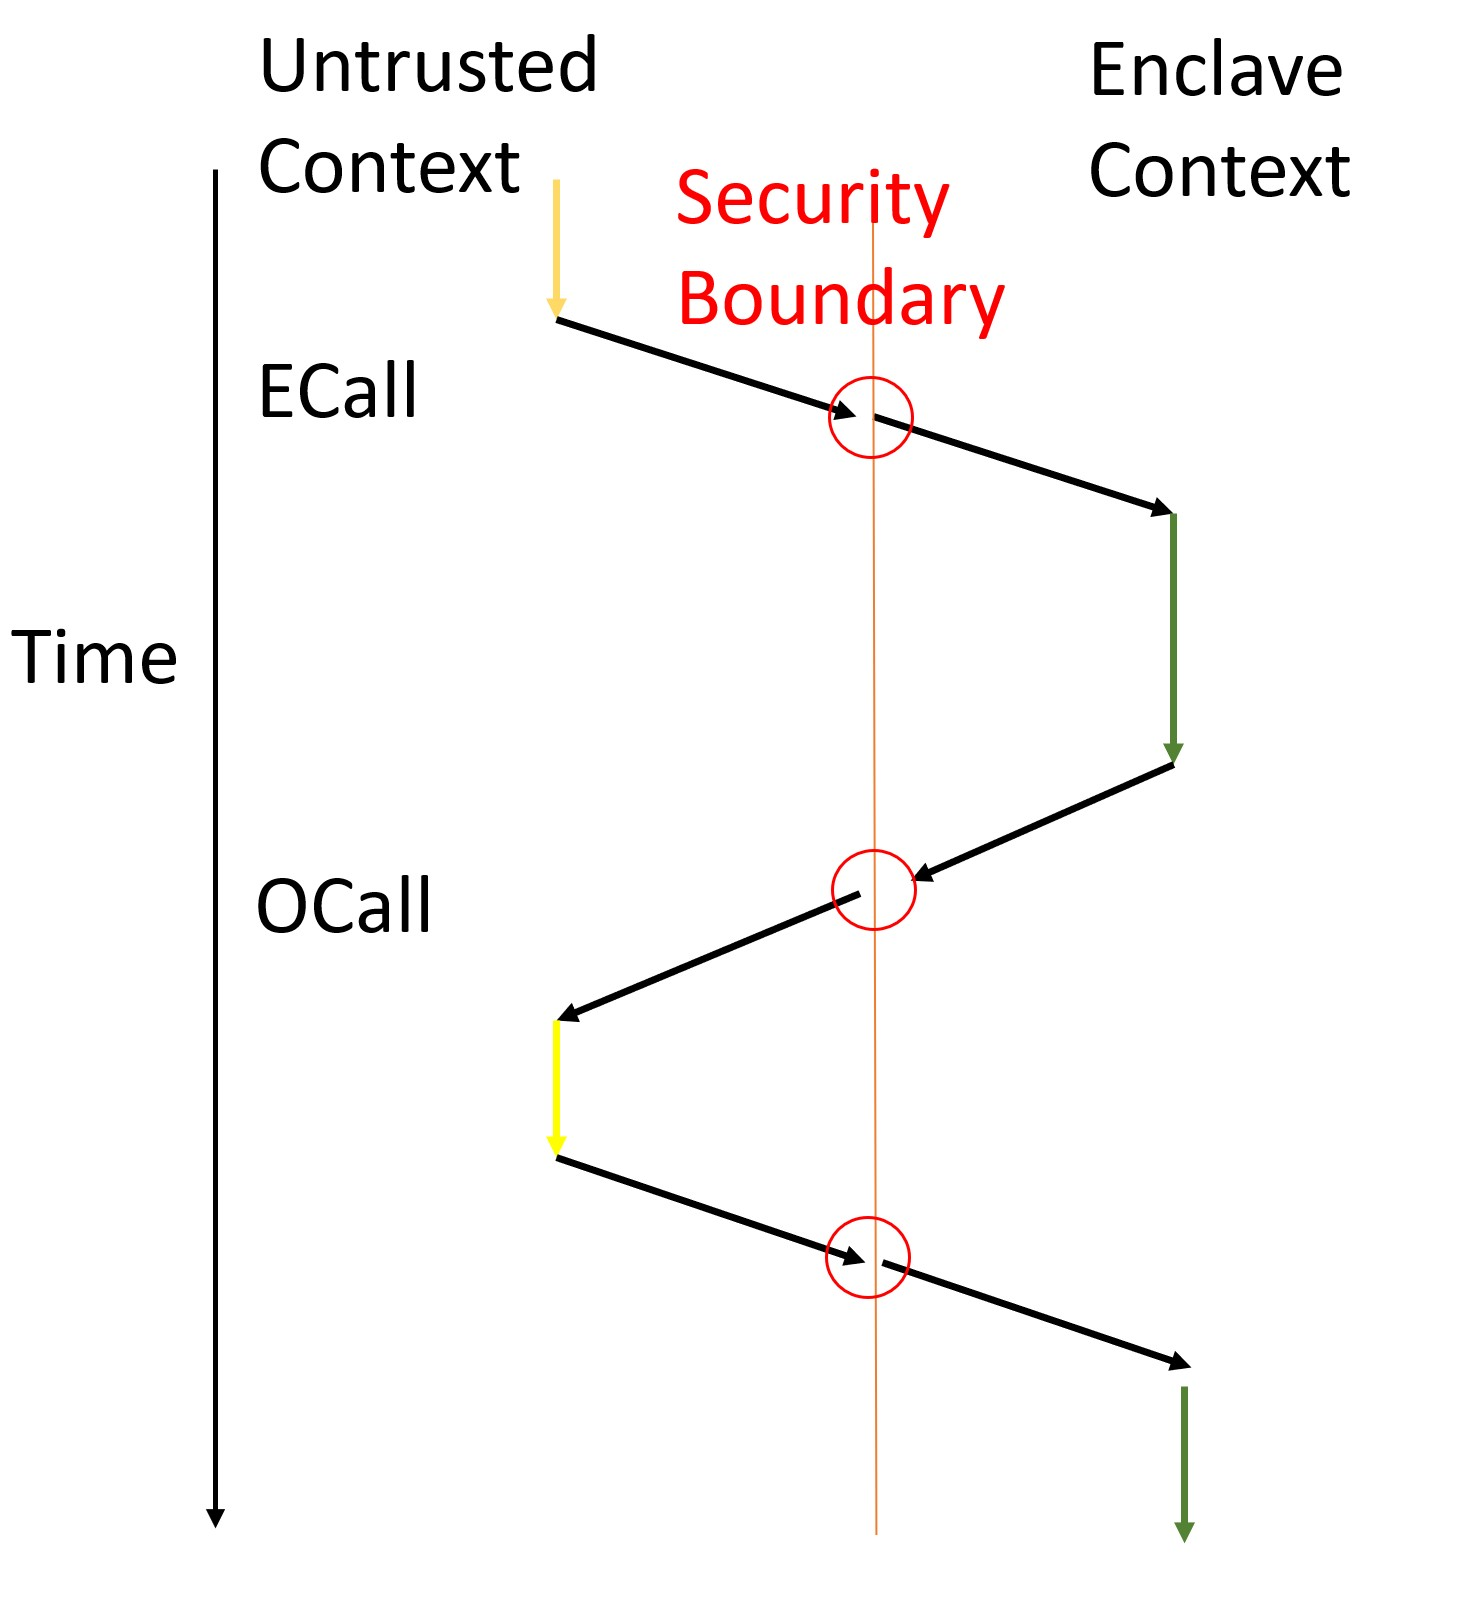 Untrusted
Context
Enclave
Context
Security
Boundary
ECall
Time
OCall